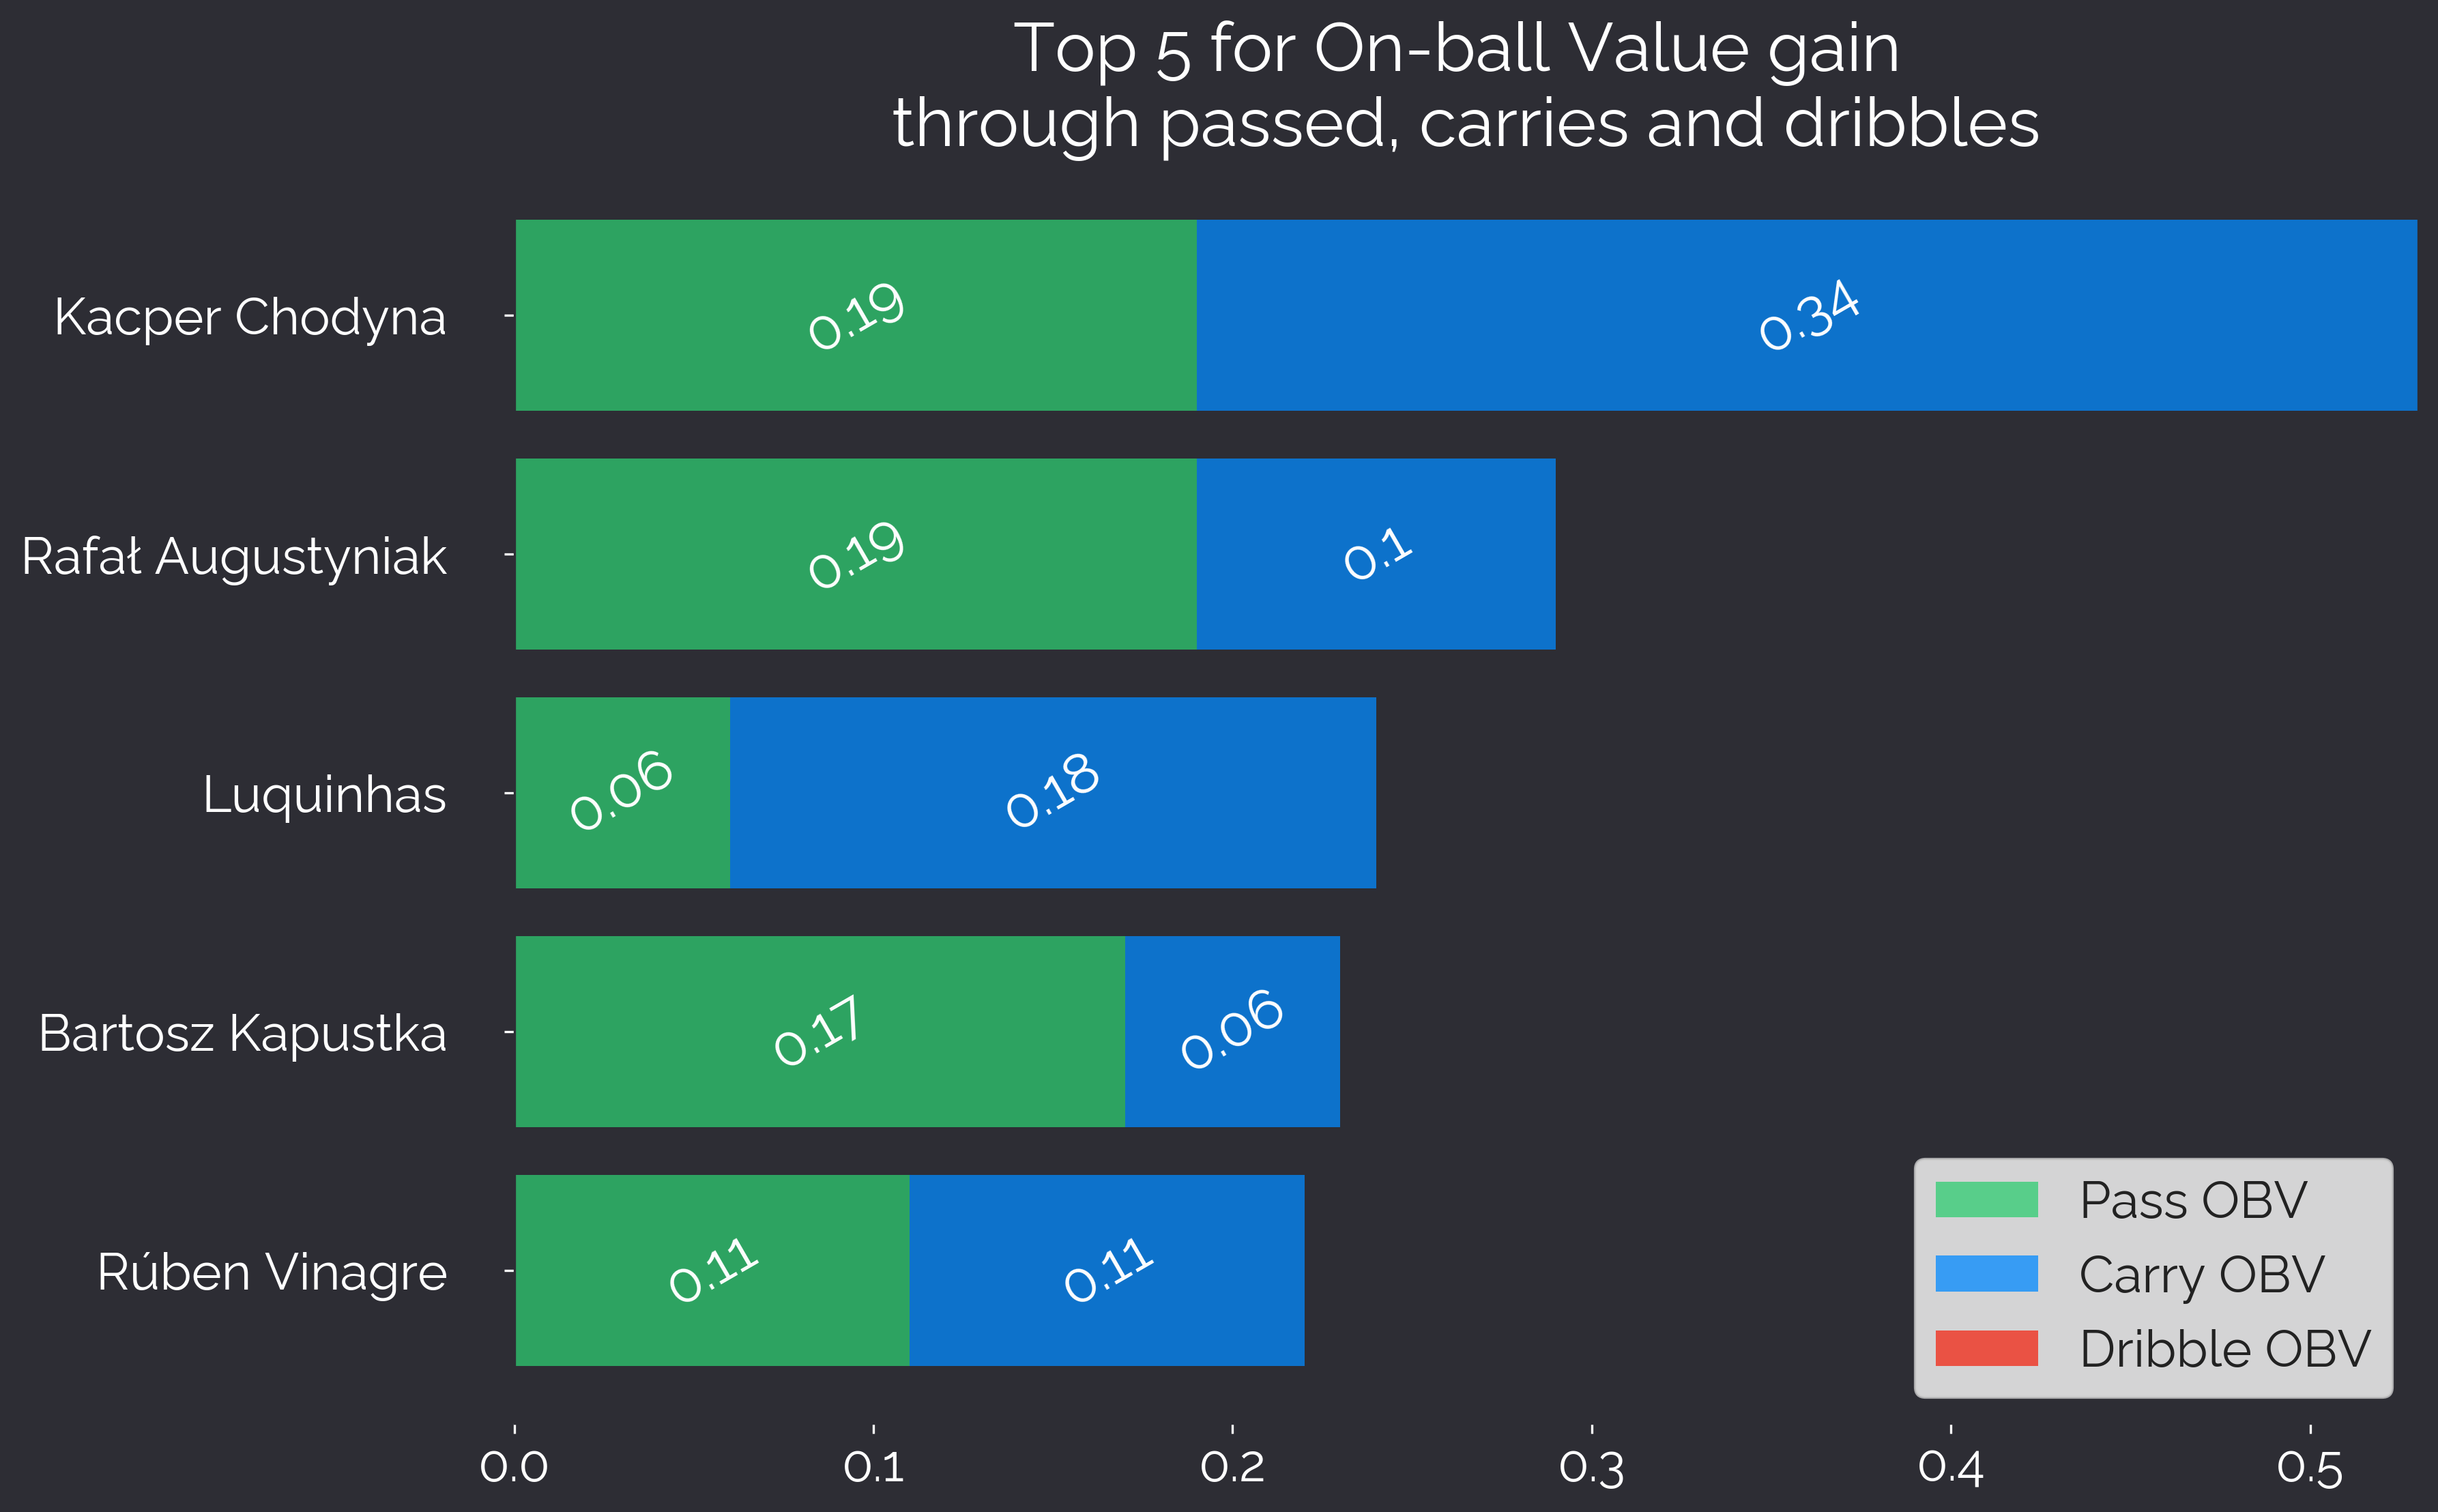 Top 5 for On-ball Value gain
through passed, carries and dribbles
Kacper Chodyna
0.19
0.34
Rafał Augustyniak
0.19
0.1
Luquinhas
0.06
0.18
Bartosz Kapustka
0.17
0.06
Rúben Vinagre
0.11
0.11
Pass OBV
Carry OBV
Dribble OBV
0.0 0.1 0.2 0.3 0.4 0.5